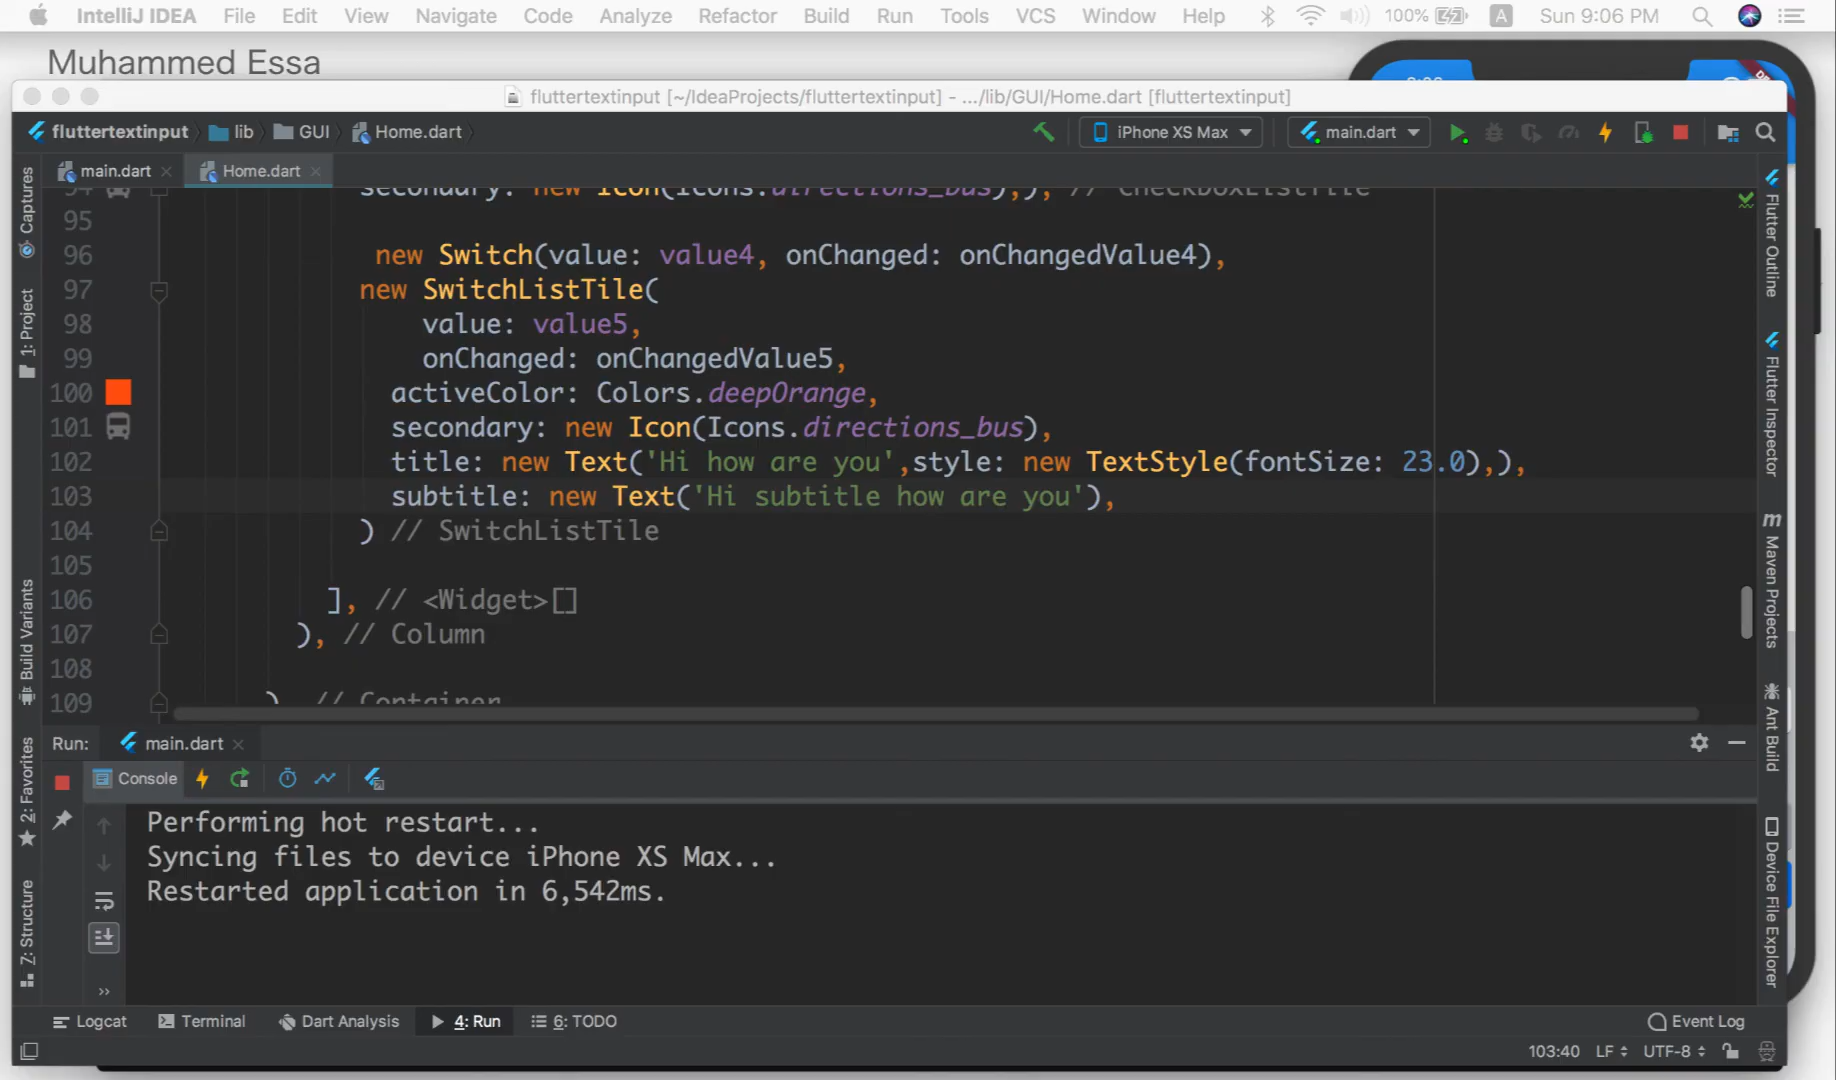 IntelliJ IDEA File Edit View Navigate Code Analyze Refactor Build Run Tools VCS Window Help 100% A Sun 9:06 PM
Muhammed Essa
fluttertextinput [~/IdeaProjects/fluttertextinput] - .../lib/GUI/Home.dart [fluttertextinput]
fluttertextinput lib GUI Home.dart iPhone XS Max main.dart
main.dart Home.dart
94 secondary: new Icon(Icons.directions_bus),), // CheckboxListTile
95
96 new Switch(value: value4, onChanged: onChangedValue4),
97 new SwitchListTile(
98 value: value5,
99 onChanged: onChangedValue5,
100 activeColor: Colors.deepOrange,
101 secondary: new Icon(Icons.directions_bus),
102 title: new Text('Hi how are you',style: new TextStyle(fontSize: 23.0),),
103 subtitle: new Text('Hi subtitle how are you'),
104 ) // SwitchListTile
105
106 ], // <Widget>[]
107 ), // Column
108
109 ) // Container
Captures
1: Project
Build Variants
2: Favorites
7: Structure
Flutter Outline
Flutter Inspector
m Maven Projects
Ant Build
Device File Explorer
Run: main.dart
Console
Performing hot restart...
Syncing files to device iPhone XS Max...
Restarted application in 6,542ms.
Logcat Terminal Dart Analysis 4: Run 6: TODO Event Log
103:40 LF UTF-8